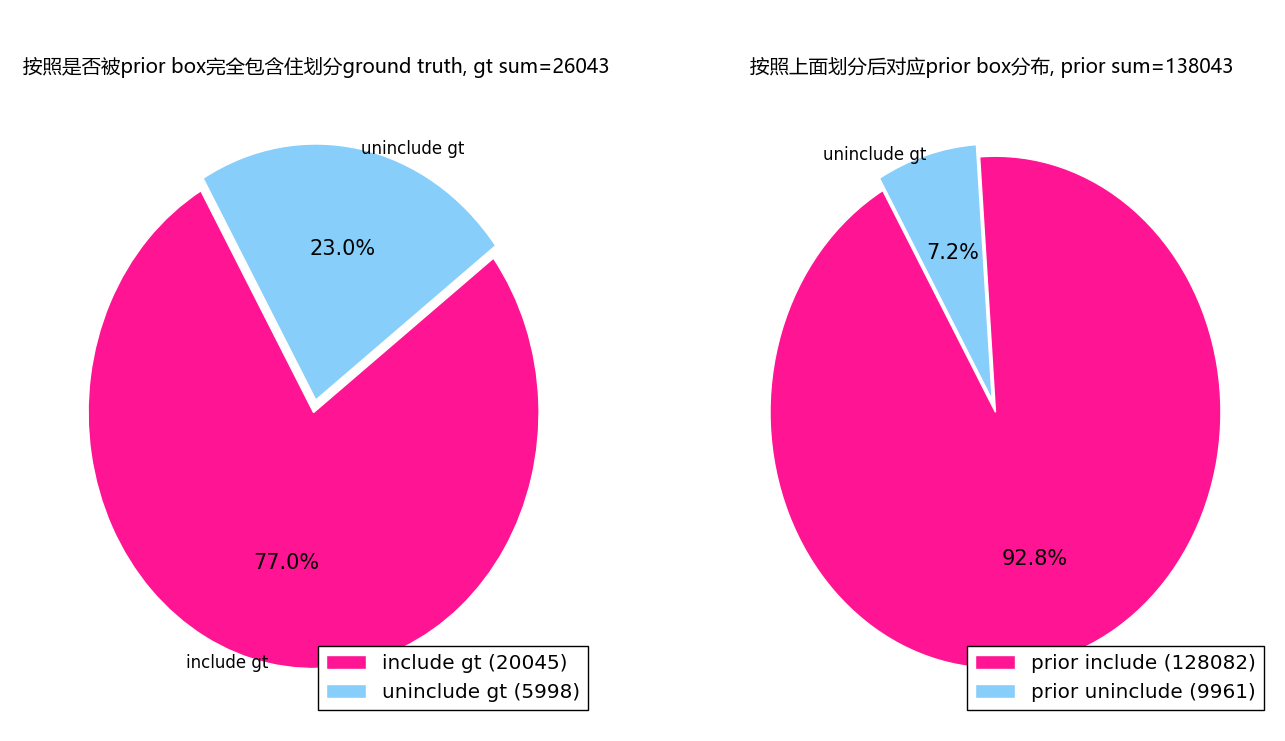 按照是否被prior box完全包含住划分ground truth, gt sum=26043
uninclude gt
23.0%
77.0%
include gt
include gt (20045)
uninclude gt (5998)
按照上面划分后对应prior box分布, prior sum=138043
uninclude gt
7.2%
92.8%
prior include (128082)
prior uninclude (9961)